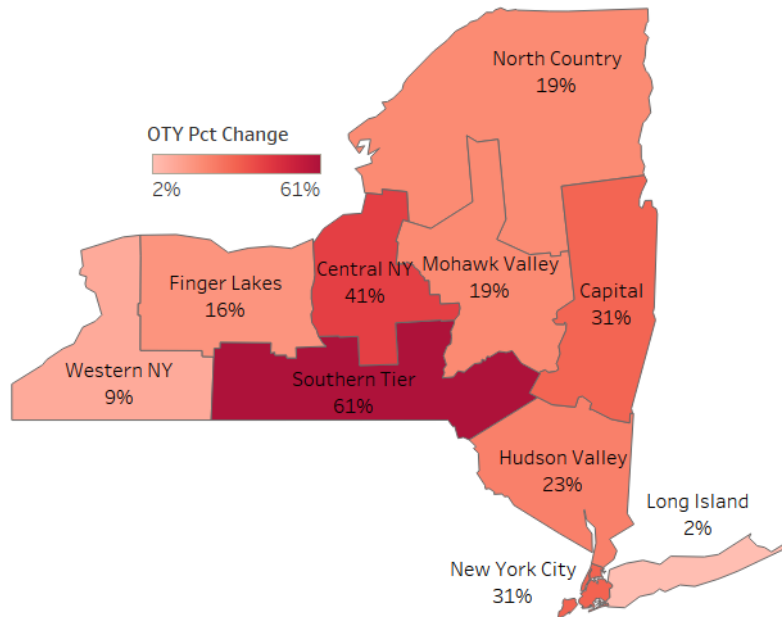 North Country
19%
OTY Pct Change
2% 61%
Finger Lakes
16%
Central NY
41%
Mohawk Valley
19%
Capital
31%
Western NY
9%
Southern Tier
61%
Hudson Valley
23%
Long Island
2%
New York City
31%